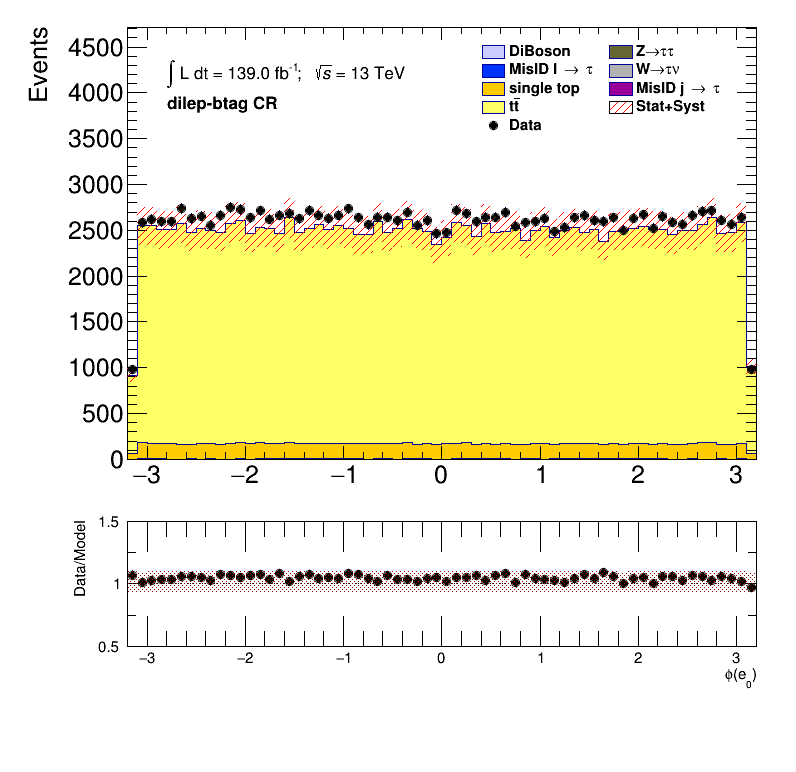 Events
4500
4000
3500
3000
2500
2000
1500
1000
500
0
∫ L dt = 139.0 fb⁻¹; √s = 13 TeV
dilep-btag CR
DiBoson
MisID l → τ
single top
tt̄
Data
Z→ττ
W→τν
MisID j → τ
Stat+Syst
−3 −2 −1 0 1 2 3
Data/Model
1.5
1
0.5
−3 −2 −1 0 1 2 3
ϕ(e₀)